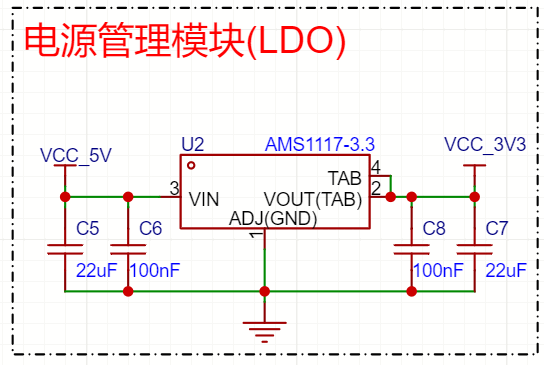 电源管理模块(LDO)
VCC_5V
U2
AMS1117-3.3
VCC_3V3
TAB
4
3
VIN
VOUT(TAB)
2
ADJ(GND)
1
C5
C6
C8
C7
22uF
100nF
100nF
22uF